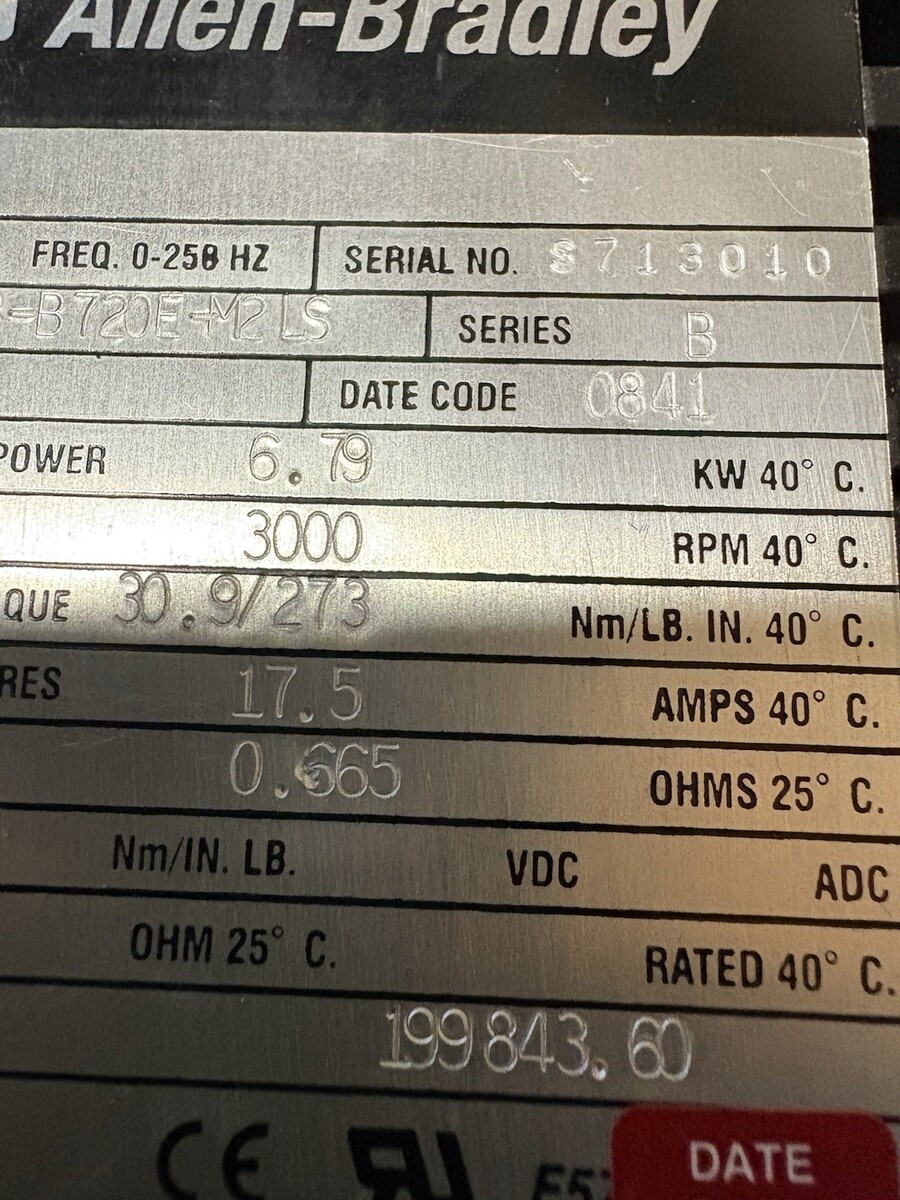 Allen-Bradley
FREQ. 0-250 HZ SERIAL NO. S713010
-B720E-M2LS SERIES B
DATE CODE 0841
POWER 6.79 KW 40° C.
3000 RPM 40° C.
QUE 30.9/273 Nm/LB. IN. 40° C.
RES 17.5 AMPS 40° C.
0.665 OHMS 25° C.
Nm/IN. LB. VDC ADC
OHM 25° C. RATED 40° C.
199843.60
CE DATE